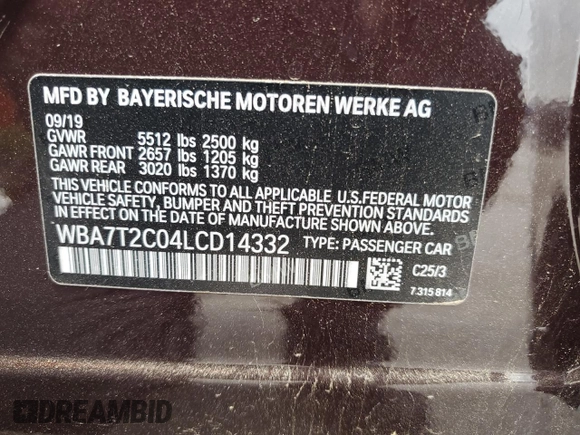 MFD BY BAYERISCHE MOTOREN WERKE AG
09/19
GVWR 5512 lbs 2500 kg
GAWR FRONT 2657 lbs 1205 kg
GAWR REAR 3020 lbs 1370 kg
THIS VEHICLE CONFORMS TO ALL APPLICABLE U.S.FEDERAL MOTOR
VEHICLE SAFETY, BUMPER AND THEFT PREVENTION STANDARDS
IN EFFECT ON THE DATE OF MANUFACTURE SHOWN ABOVE.
WBA7T2C04LCD14332 TYPE: PASSENGER CAR
C25/3
7 315 814
DREAMBID